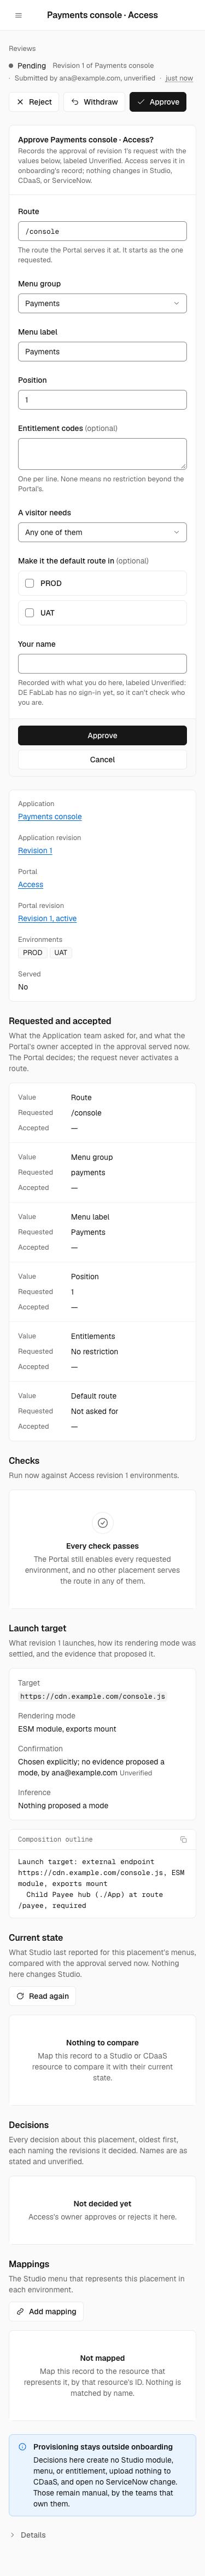 Payments console · Access
Reviews
Pending Revision 1 of Payments console
· Submitted by ana@example.com, unverified · just now
Reject Withdraw Approve
Approve Payments console · Access?
Records the approval of revision 1's request with the
values below, labeled Unverified. Access serves it in
onboarding's record; nothing changes in Studio,
CDaaS, or ServiceNow.
Route
/console
The route the Portal serves it at. It starts as the one
requested.
Menu group
Payments
Menu label
Payments
Position
1
Entitlement codes (optional)
One per line. None means no restriction beyond the
Portal's.
A visitor needs
Any one of them
Make it the default route in (optional)
PROD
UAT
Your name
Recorded with what you do here, labeled Unverified:
DE FabLab has no sign-in yet, so it can't check who
you are.
Approve
Cancel
Application
Payments console
Application revision
Revision 1
Portal
Access
Portal revision
Revision 1, active
Environments
PROD UAT
Served
No
Requested and accepted
What the Application team asked for, and what the
Portal's owner accepted in the approval served now.
The Portal decides; the request never activates a
route.
Value Route
Requested /console
Accepted —
Value Menu group
Requested payments
Accepted —
Value Menu label
Requested Payments
Accepted —
Value Position
Requested 1
Accepted —
Value Entitlements
Requested No restriction
Accepted —
Value Default route
Requested Not asked for
Accepted —
Checks
Run now against Access revision 1 environments.
Every check passes
The Portal still enables every requested
environment, and no other placement serves
the route in any of them.
Launch target
What revision 1 launches, how its rendering mode was
settled, and the evidence that proposed it.
Target
https://cdn.example.com/console.js
Rendering mode
ESM module, exports mount
Confirmation
Chosen explicitly; no evidence proposed a
mode, by ana@example.com Unverified
Inference
Nothing proposed a mode
Composition outline
Launch target: external endpoint
https://cdn.example.com/console.js, ESM
module, exports mount
Child Payee hub (./App) at route
/payee, required
Current state
What Studio last reported for this placement's menus,
compared with the approval served now. Nothing
here changes Studio.
Read again
Nothing to compare
Map this record to a Studio or CDaaS
resource to compare it with their current
state.
Decisions
Every decision about this placement, oldest first,
each naming the revisions it decided. Names are as
stated and unverified.
Not decided yet
Access's owner approves or rejects it here.
Mappings
The Studio menu that represents this placement in
each environment.
Add mapping
Not mapped
Map this record to the resource that
represents it, by that resource's ID. Nothing is
matched by name.
Provisioning stays outside onboarding
Decisions here create no Studio module,
menu, or entitlement, upload nothing to
CDaaS, and open no ServiceNow change.
Those remain manual, by the teams that
own them.
Details